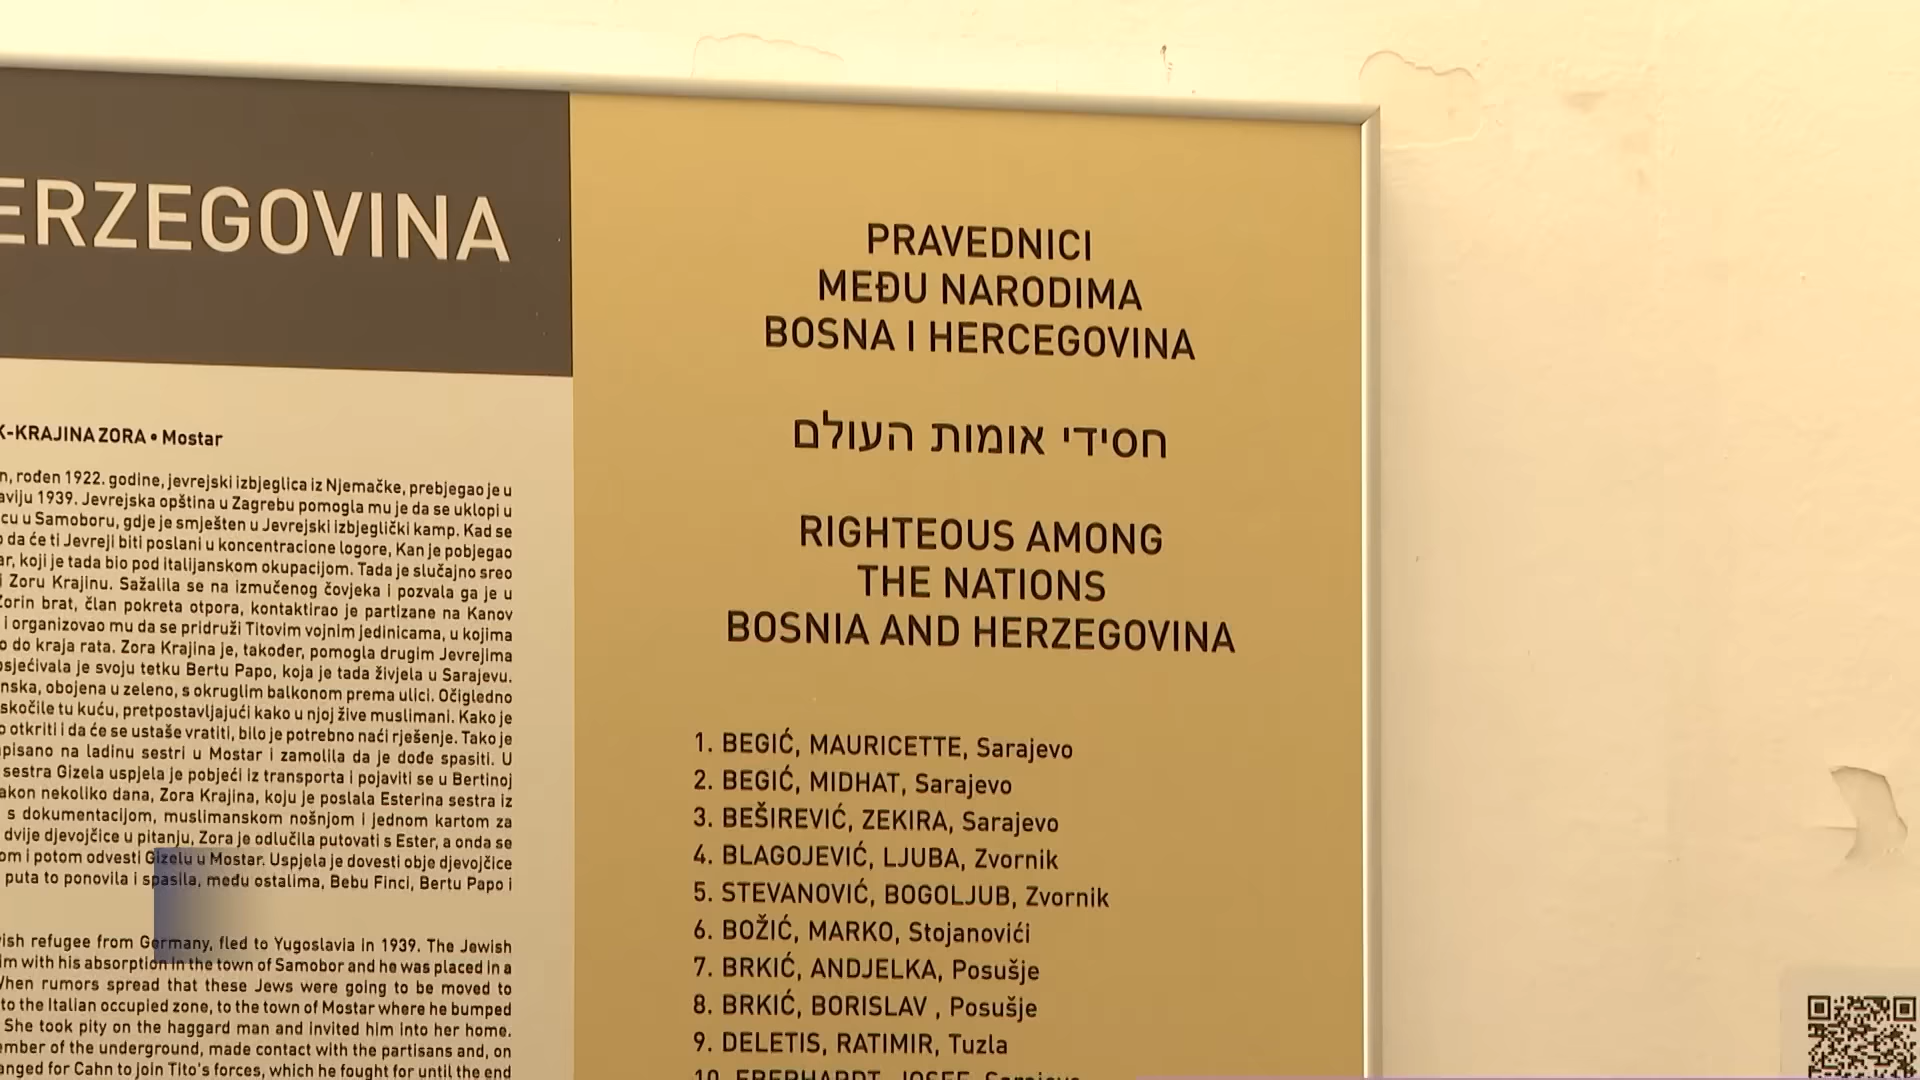 ERZEGOVINA
K-KRAJINA ZORA • Mostar
n, rođen 1922. godine, jevrejski izbjeglica iz Njemačke, prebjegao je u
aviju 1939. Jevrejska opština u Zagrebu pomogla mu je da se uklopi u
cu u Samoboru, gdje je smješten u Jevrejski izbjeglički kamp. Kad se
o da će ti Jevreji biti poslani u koncentracione logore, Kan je pobjegao
ar, koji je tada bio pod italijanskom okupacijom. Tada je slučajno sreo
i Zoru Krajinu. Sažalila se na izmučenog čovjeka i pozvala ga je u
Zorin brat, član pokreta otpora, kontaktirao je partizane na Kanov
i organizovao mu da se pridruži Titovim vojnim jedinicama, u kojima
o do kraja rata. Zora Krajina je, također, pomogla drugim Jevrejima
osjećivala je svoju tetku Bertu Papo, koja je tada živjela u Sarajevu.
nska, obojena u zeleno, s okruglim balkonom prema ulici. Očigledno
skočile tu kuću, pretpostavljajući kako u njoj žive muslimani. Kako je
o otkriti i da će se ustaše vratiti, bilo je potrebno naći rješenje. Tako je
apisano na ladinu sestri u Mostar i zamolila da je dođe spasiti. U
sestra Gizela uspjela je pobjeći iz transporta i pojaviti se u Bertinoj
akon nekoliko dana, Zora Krajina, koju je poslala Esterina sestra iz
s dokumentacijom, muslimanskom nošnjom i jednom kartom za
dvije djevojčice u pitanju, Zora je odlučila putovati s Ester, a onda se
om i potom odvesti Gizelu u Mostar. Uspjela je dovesti obje djevojčice
puta to ponovila i spasila, među ostalima, Bebu Finci, Bertu Papo i
ish refugee from Germany, fled to Yugoslavia in 1939. The Jewish
im with his absorption in the town of Samobor and he was placed in a
When rumors spread that these Jews were going to be moved to
to the Italian occupied zone, to the town of Mostar where he bumped
She took pity on the haggard man and invited him into her home.
ember of the underground, made contact with the partisans and, on
anged for Cahn to join Tito's forces, which he fought for until the end
PRAVEDNICI
MEĐU NARODIMA
BOSNA I HERCEGOVINA
חסידי אומות העולם
RIGHTEOUS AMONG
THE NATIONS
BOSNIA AND HERZEGOVINA
1. BEGIĆ, MAURICETTE, Sarajevo
2. BEGIĆ, MIDHAT, Sarajevo
3. BEŠIREVIĆ, ZEKIRA, Sarajevo
4. BLAGOJEVIĆ, LJUBA, Zvornik
5. STEVANOVIĆ, BOGOLJUB, Zvornik
6. BOŽIĆ, MARKO, Stojanovići
7. BRKIĆ, ANDJELKA, Posušje
8. BRKIĆ, BORISLAV , Posušje
9. DELETIS, RATIMIR, Tuzla
10. EBERHARDT, JOSEF, Sarajevo